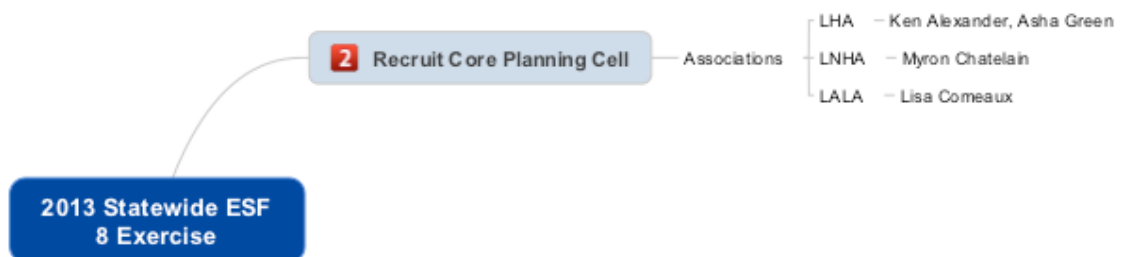 LHA Ken Alexander, Asha Green
2 Recruit Core Planning Cell Associations LNHA Myron Chatelain
LALA Lisa Comeaux
2013 Statewide ESF
8 Exercise